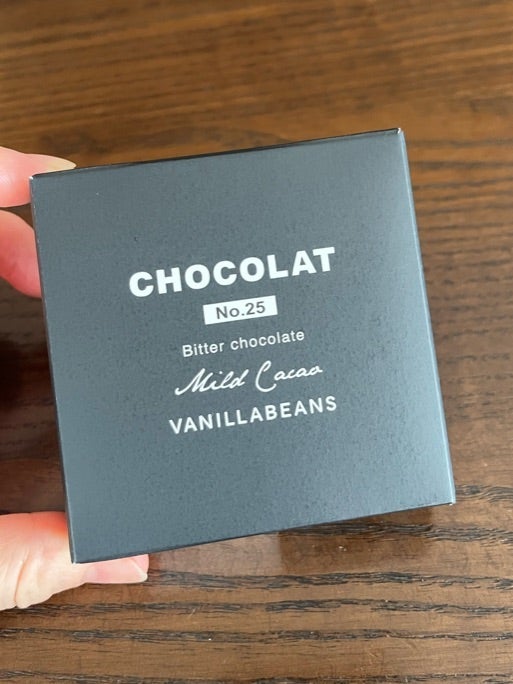 CHOCOLAT
No.25
Bitter chocolate
Mild Cacao
VANILLABEANS